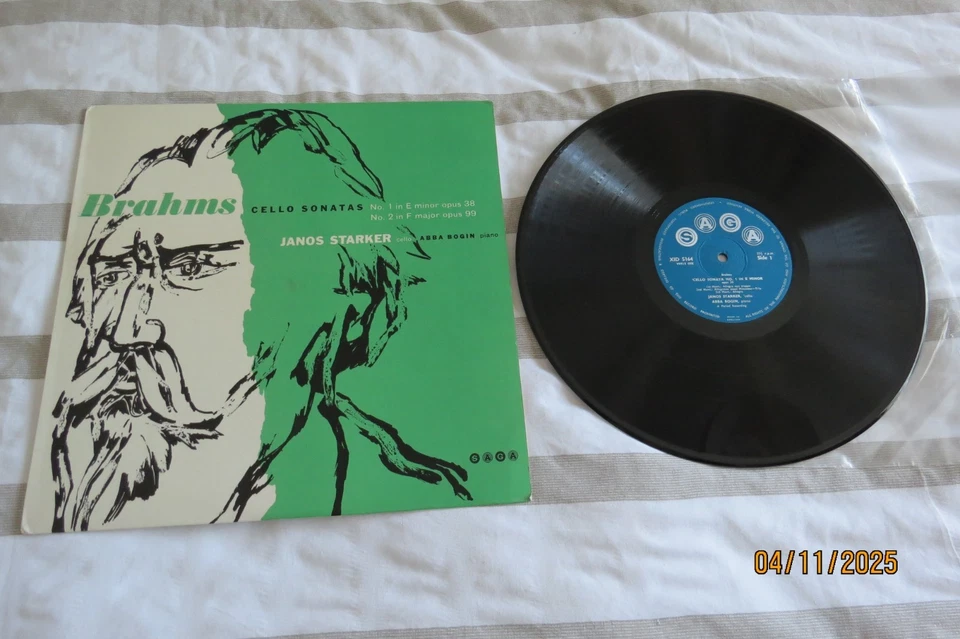 Brahms
CELLO SONATAS No. 1 in E minor opus 38
No. 2 in F major opus 99
JANOS STARKER cello ABBA BOGIN piano
SAGA
SAGA
XID 5164
Side 1
CELLO SONATA NO. 1 IN E MINOR
JANOS STARKER, cello
ABBA BOGIN, piano
04/11/2025